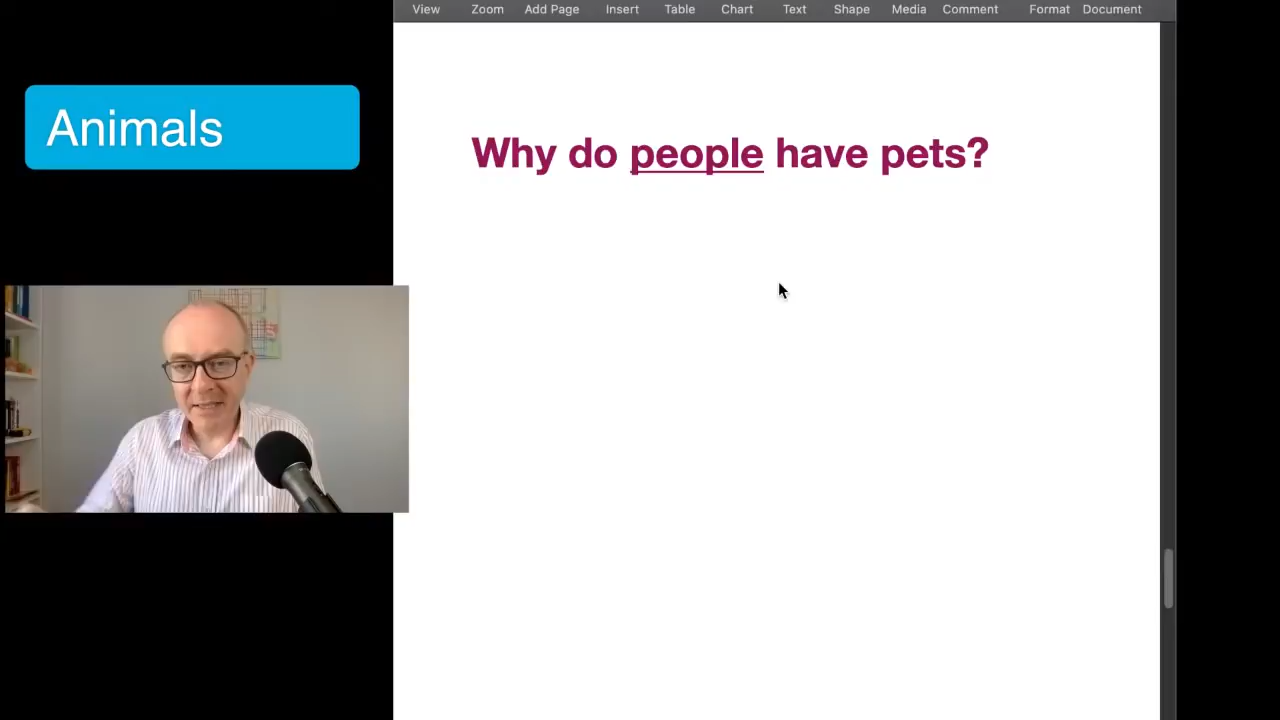 View Zoom Add Page Insert Table Chart Text Shape Media Comment Format Document
Animals
Why do people have pets?